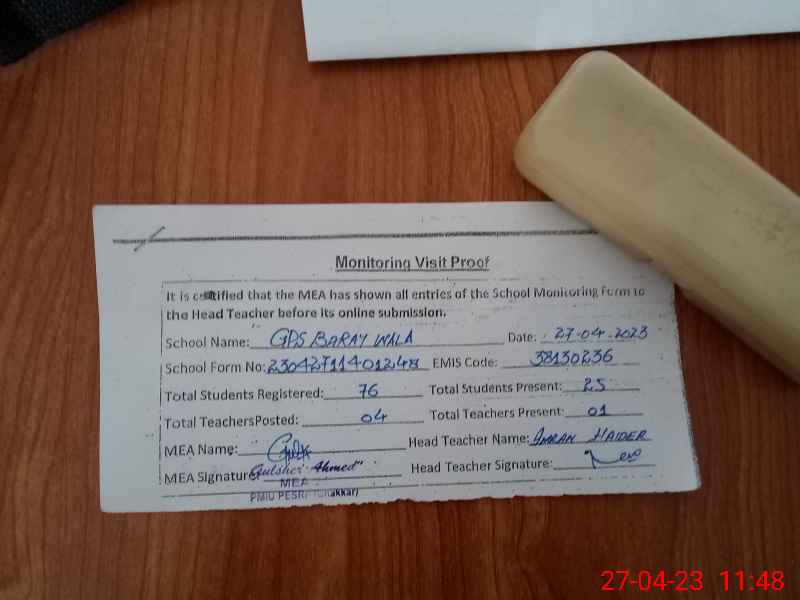 Monitoring Visit Proof
It is certified that the MEA has shown all entries of the School Monitoring Form to
the Head Teacher before its online submission.
School Name: GPS BARAY WALA Date: 27-04-2023
School Form No: EMIS Code: 38130236
Total Students Registered: 76 Total Students Present: 25
Total TeachersPosted: 04 Total Teachers Present: 01
MEA Name: Head Teacher Name: IMRAN HAIDER
MEA Signature Gulsher Ahmed" Head Teacher Signature:
MEA
PMIU PESRP
27-04-23 11:48